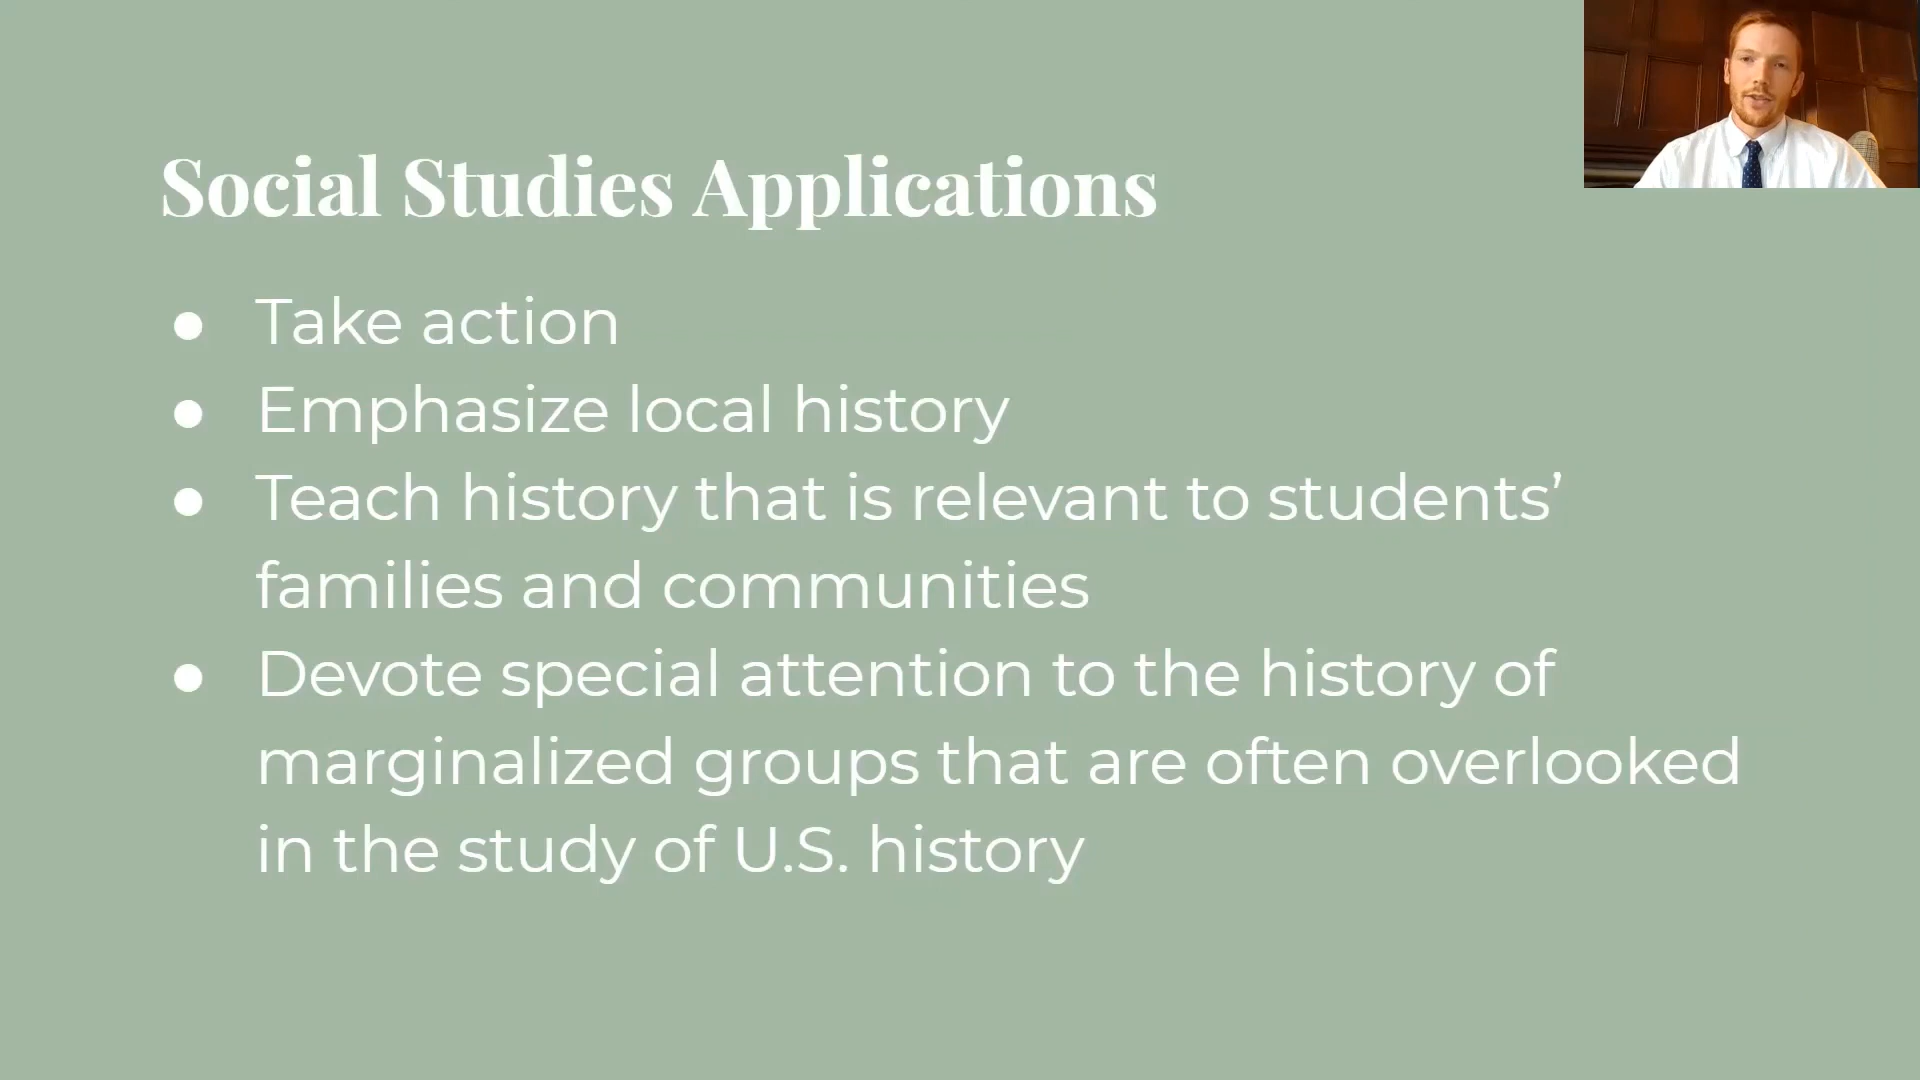 Social Studies Applications
● Take action
● Emphasize local history
● Teach history that is relevant to students’
families and communities
● Devote special attention to the history of
marginalized groups that are often overlooked
in the study of U.S. history